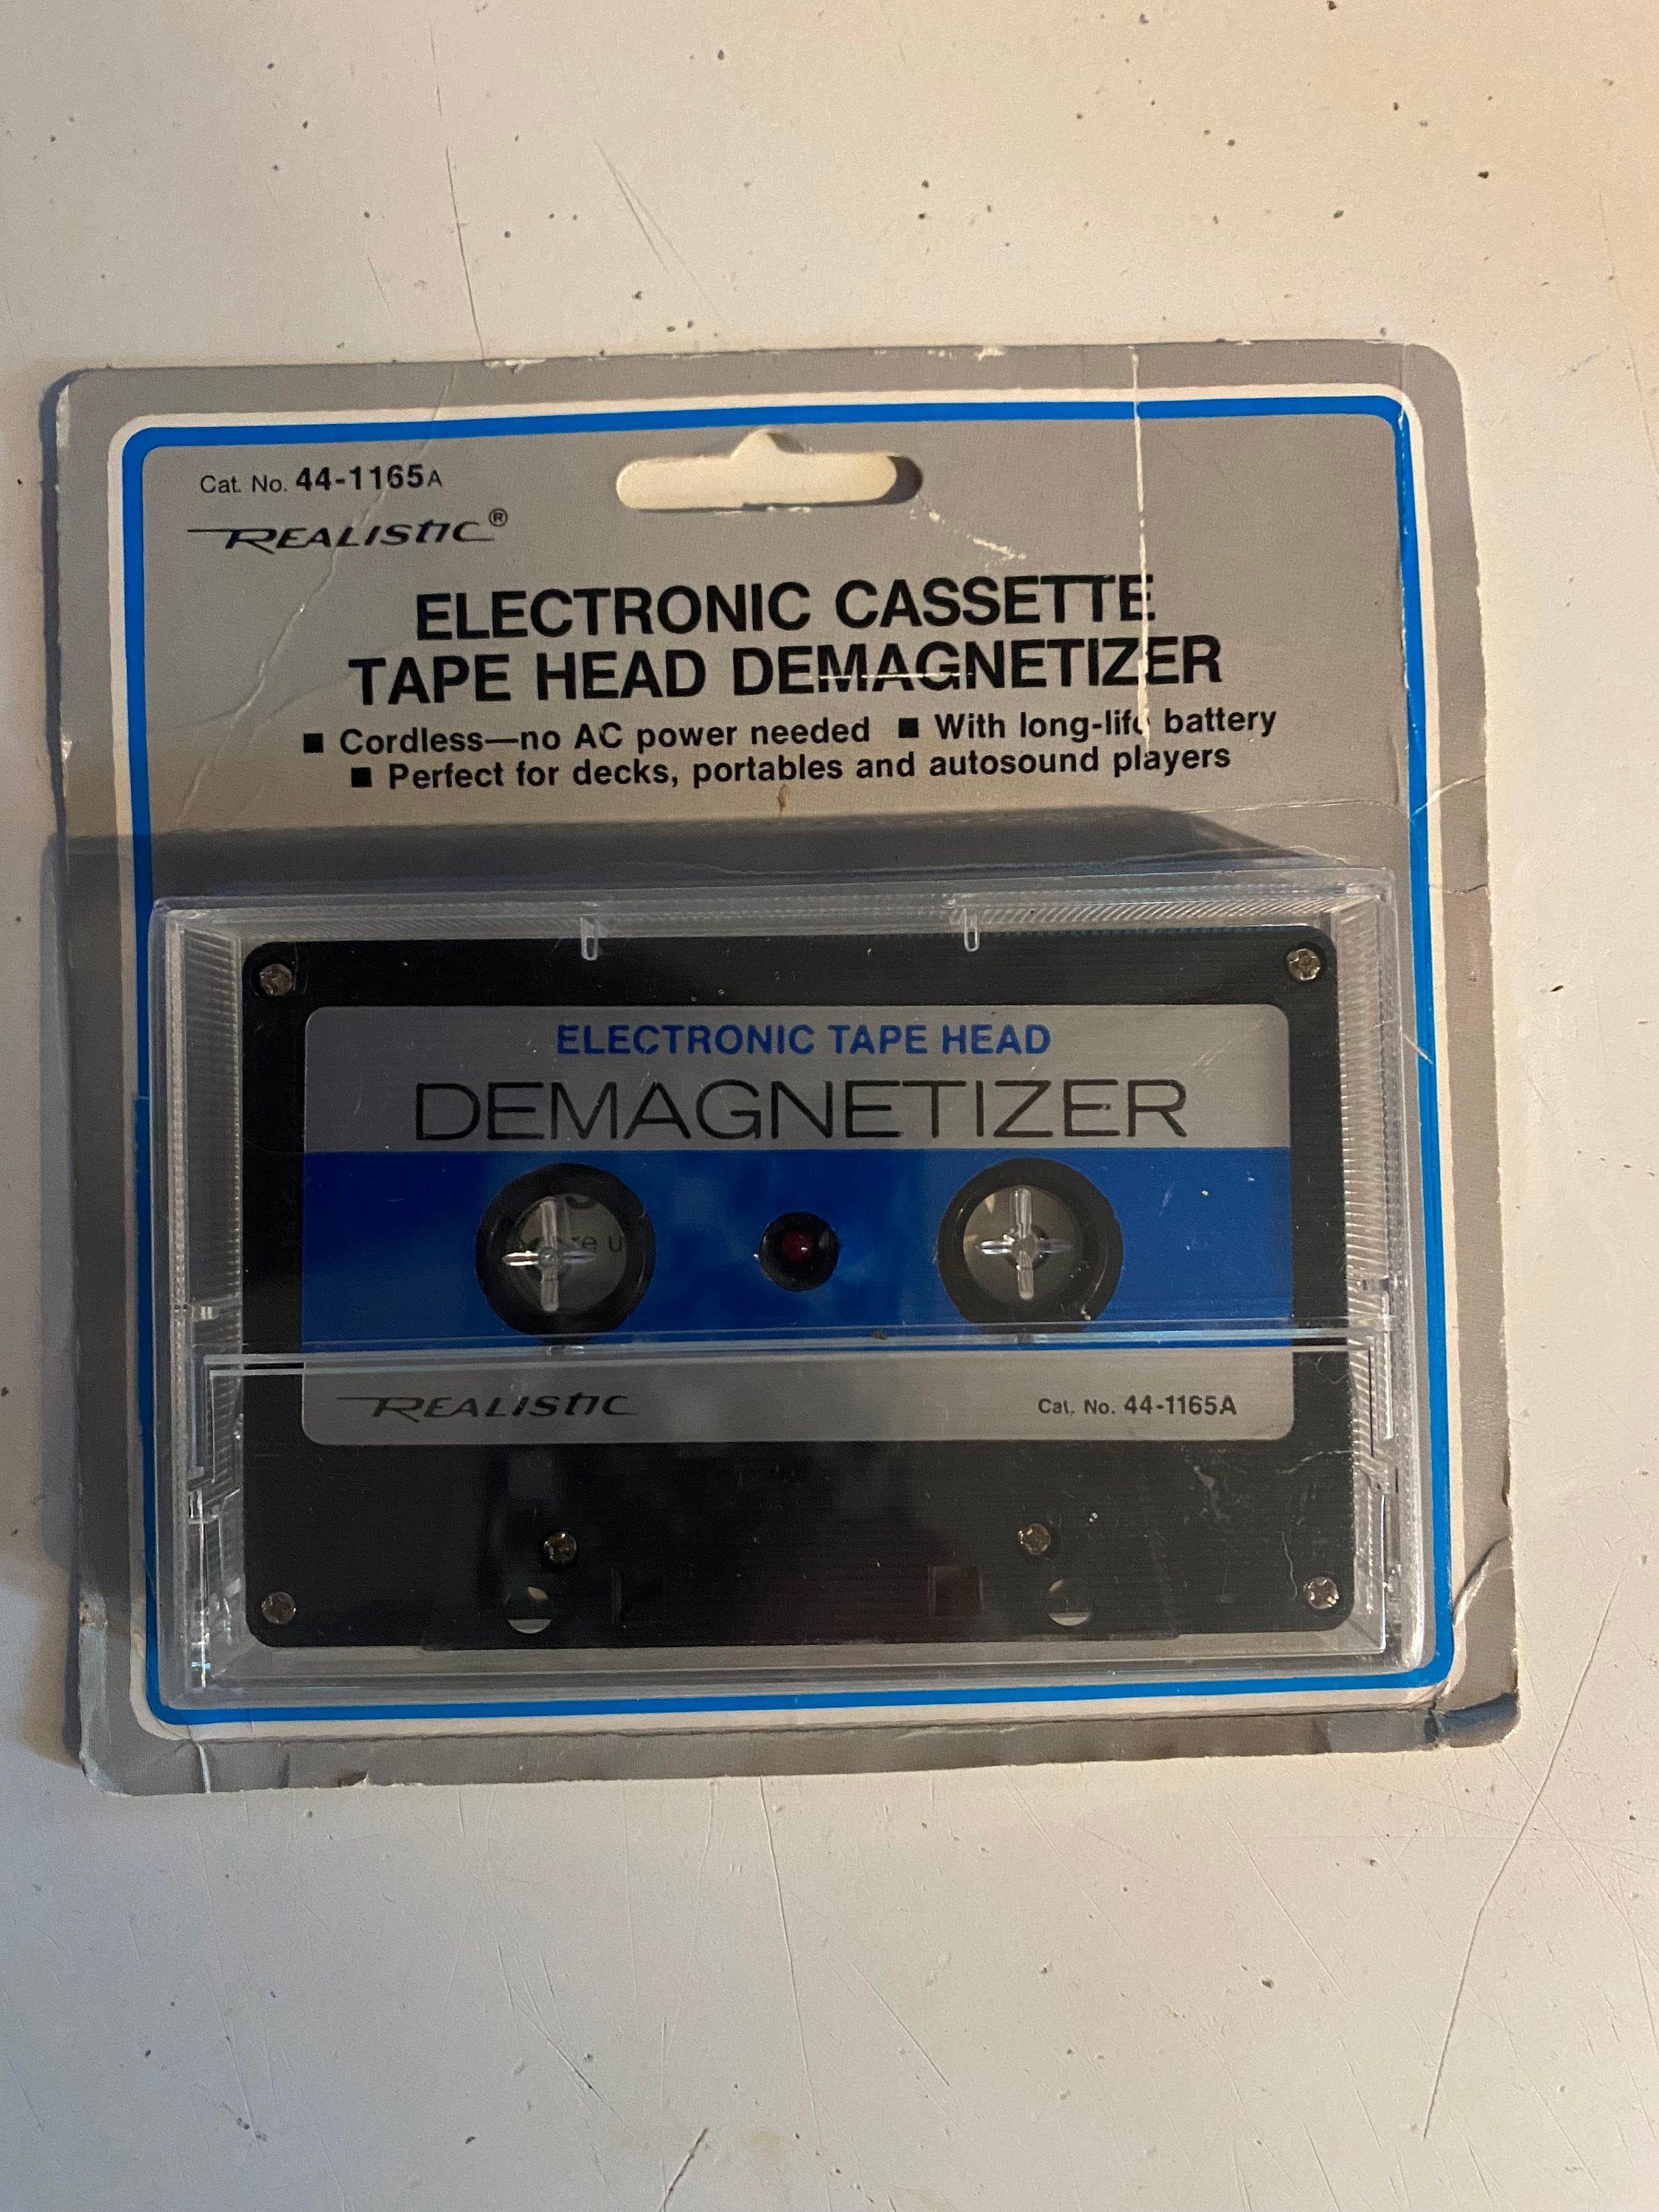 Cat. No. 44-1165A
REALISTIC®
ELECTRONIC CASSETTE
TAPE HEAD DEMAGNETIZER
■ Cordless—no AC power needed ■ With long-life battery
■ Perfect for decks, portables and autosound players
ELECTRONIC TAPE HEAD
DEMAGNETIZER
REALISTIC
Cat. No. 44-1165A